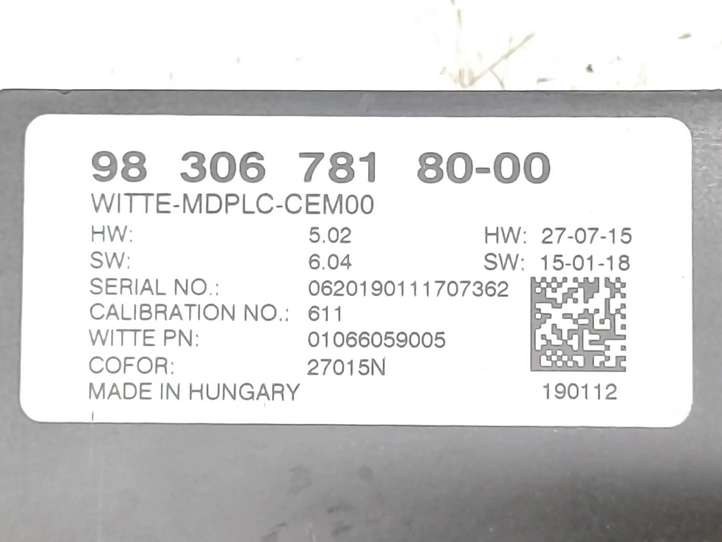 98 306 781 80-00
WITTE-MDPLC-CEM00
HW: 5.02 HW: 27-07-15
SW: 6.04 SW: 15-01-18
SERIAL NO.: 0620190111707362
CALIBRATION NO.: 611
WITTE PN: 01066059005
COFOR: 27015N
MADE IN HUNGARY 190112